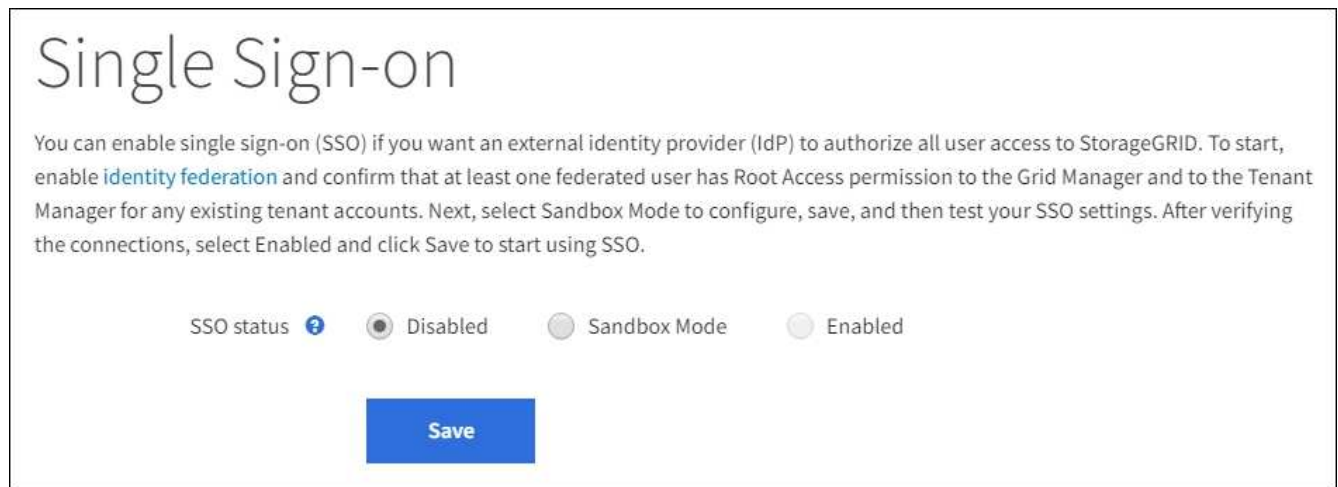 Single Sign-on
You can enable single sign-on (SSO) if you want an external identity provider (IdP) to authorize all user access to StorageGRID. To start,
enable identity federation and confirm that at least one federated user has Root Access permission to the Grid Manager and to the Tenant
Manager for any existing tenant accounts. Next, select Sandbox Mode to configure, save, and then test your SSO settings. After verifying
the connections, select Enabled and click Save to start using SSO.
SSO status ? Disabled Sandbox Mode Enabled
Save